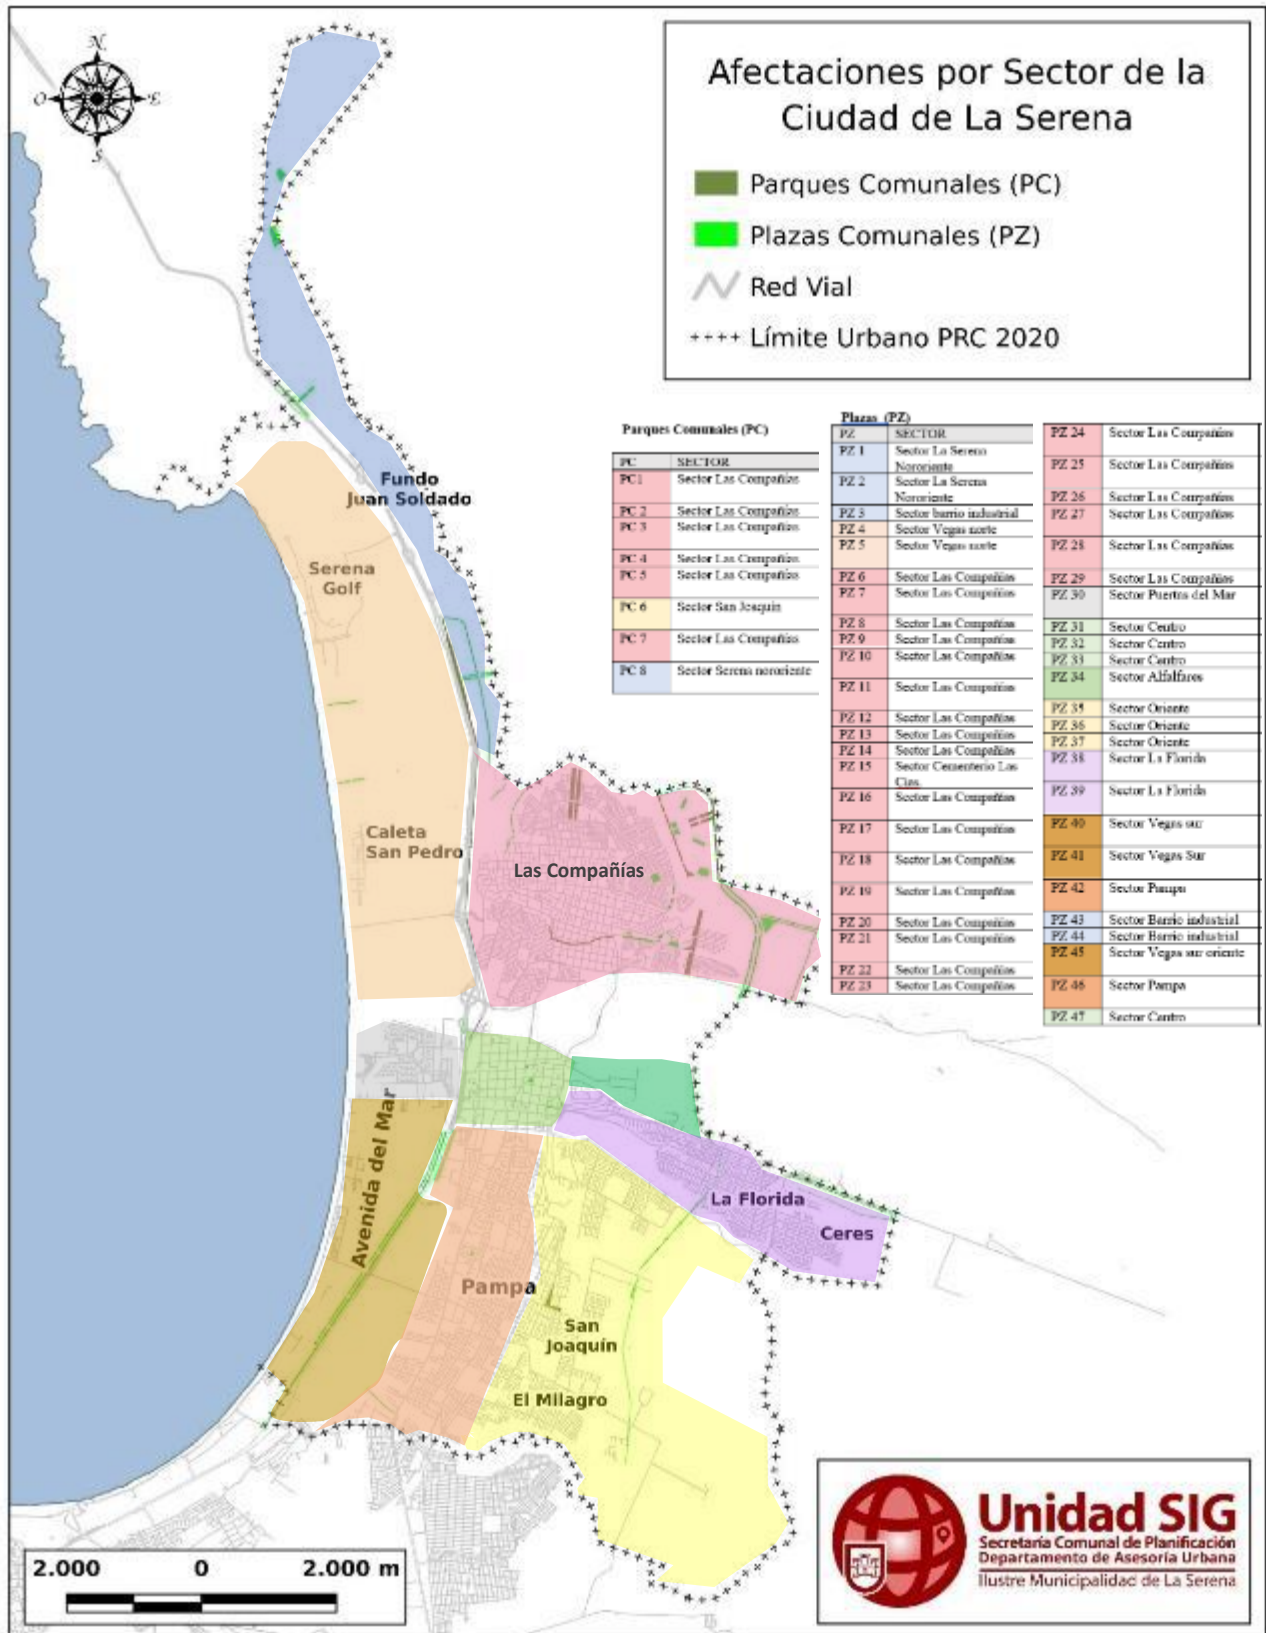 N
O
E
S
Afectaciones por Sector de la
Ciudad de La Serena
Parques Comunales (PC)
Plazas Comunales (PZ)
Red Vial
++++ Límite Urbano PRC 2020
Parques Comunales (PC)
PC SECTOR
PC1 Sector Las Compañías
PC 2 Sector Las Compañías
PC 3 Sector Las Compañías
PC 4 Sector Las Compañías
PC 5 Sector Las Compañías
PC 6 Sector San Joaquín
PC 7 Sector Las Compañías
PC 8 Sector Serena nororiente
Plazas (PZ)
PZ SECTOR
PZ 1 Sector La Serena
Nororiente
PZ 2 Sector La Serena
Nororiente
PZ 3 Sector barrio industrial
PZ 4 Sector Vegas norte
PZ 5 Sector Vegas norte
PZ 6 Sector Las Compañías
PZ 7 Sector Las Compañías
PZ 8 Sector Las Compañías
PZ 9 Sector Las Compañías
PZ 10 Sector Las Compañías
PZ 11 Sector Las Compañías
PZ 12 Sector Las Compañías
PZ 13 Sector Las Compañías
PZ 14 Sector Las Compañías
PZ 15 Sector Cementerio Las
Cias.
PZ 16 Sector Las Compañías
PZ 17 Sector Las Compañías
PZ 18 Sector Las Compañías
PZ 19 Sector Las Compañías
PZ 20 Sector Las Compañías
PZ 21 Sector Las Compañías
PZ 22 Sector Las Compañías
PZ 23 Sector Las Compañías
PZ 24 Sector Las Compañías
PZ 25 Sector Las Compañías
PZ 26 Sector Las Compañías
PZ 27 Sector Las Compañías
PZ 28 Sector Las Compañías
PZ 29 Sector Las Compañías
PZ 30 Sector Puertas del Mar
PZ 31 Sector Centro
PZ 32 Sector Centro
PZ 33 Sector Centro
PZ 34 Sector Alfalfares
PZ 35 Sector Oriente
PZ 36 Sector Oriente
PZ 37 Sector Oriente
PZ 38 Sector La Florida
PZ 39 Sector La Florida
PZ 40 Sector Vegas sur
PZ 41 Sector Vegas Sur
PZ 42 Sector Pampa
PZ 43 Sector Barrio industrial
PZ 44 Sector Barrio industrial
PZ 45 Sector Vegas sur oriente
PZ 46 Sector Pampa
PZ 47 Sector Centro
Fundo
Juan Soldado
Serena
Golf
Caleta
San Pedro
Las Compañías
Avenida del Mar
La Florida
Ceres
Pampa
San
Joaquín
El Milagro
2.000 0 2.000 m
Unidad SIG
Secretaría Comunal de Planificación
Departamento de Asesoría Urbana
Ilustre Municipalidad de La Serena